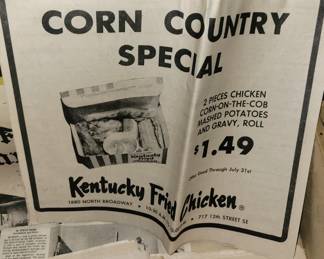 CORN COUNTRY
SPECIAL
2 PIECES CHICKEN
CORN-ON-THE-COB
MASHED POTATOES
AND GRAVY, ROLL
$1.49
Offer Good Through July 31st
Kentucky Fried Chicken®
1880 NORTH BROADWAY • 717 12th STREET SE